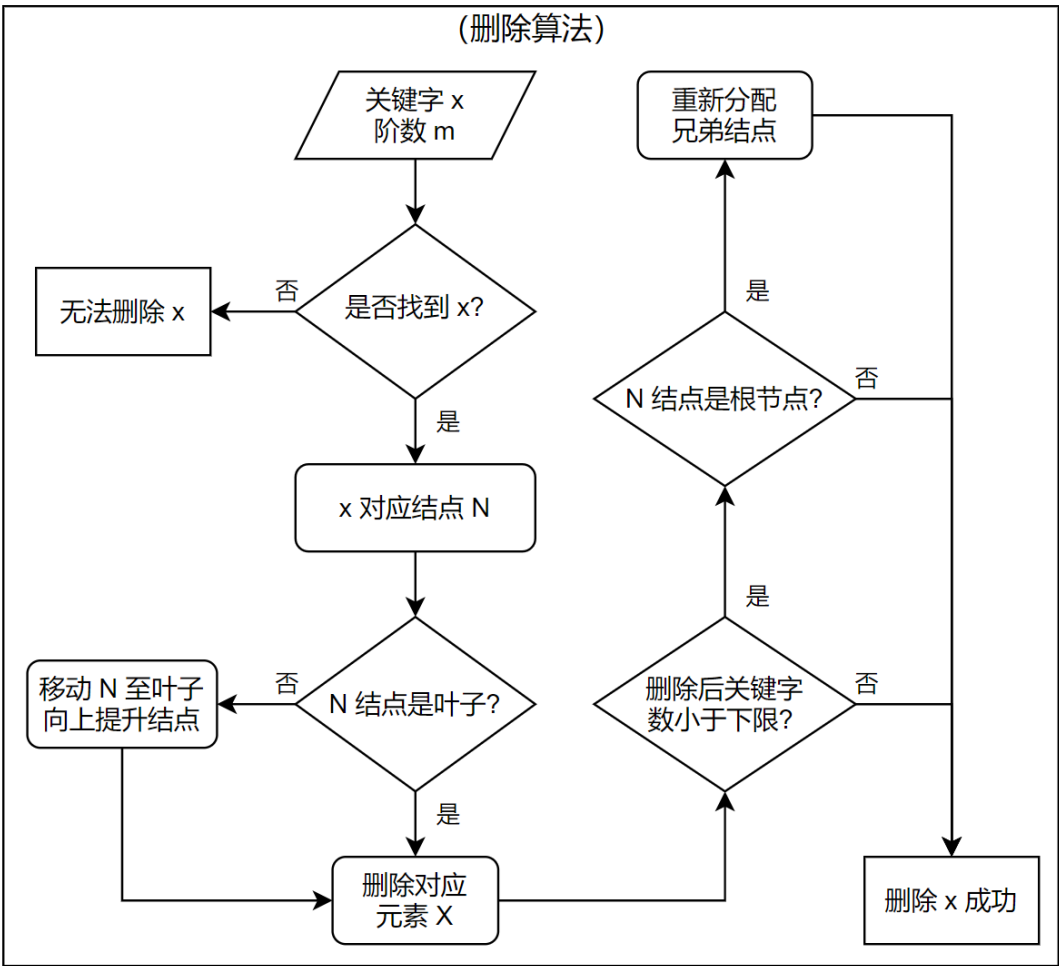 (删除算法)
关键字 x
阶数 m
是否找到 x?
否
无法删除 x
是
x 对应结点 N
N 结点是叶子?
否
移动 N 至叶子
向上提升结点
是
删除对应
元素 X
删除后关键字
数小于下限?
否
是
N 结点是根节点?
否
是
重新分配
兄弟结点
删除 x 成功